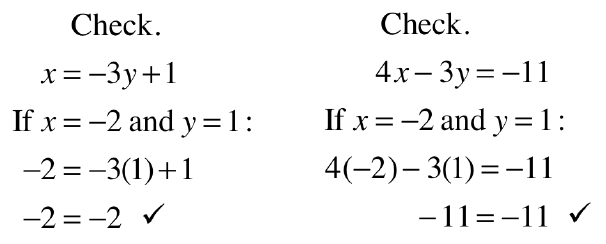 Check.
x = −3y + 1
If x = −2 and y = 1:
−2 = −3(1) + 1
−2 = −2 ✓
Check.
4x − 3y = −11
If x = −2 and y = 1:
4(−2) − 3(1) = −11
−11 = −11 ✓